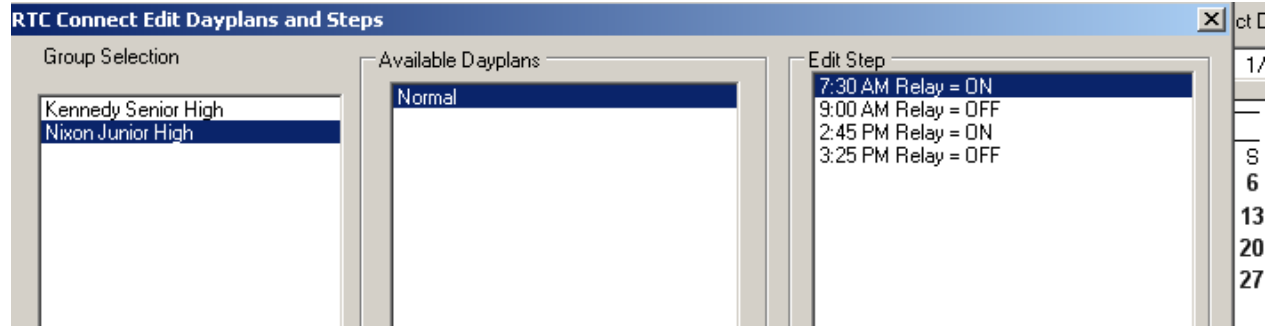 RTC Connect Edit Dayplans and Steps
Group Selection
Kennedy Senior High
Nixon Junior High
Available Dayplans
Normal
Edit Step
7:30 AM Relay = ON
9:00 AM Relay = OFF
2:45 PM Relay = ON
3:25 PM Relay = OFF
ct D
1/
S
6
13
20
27